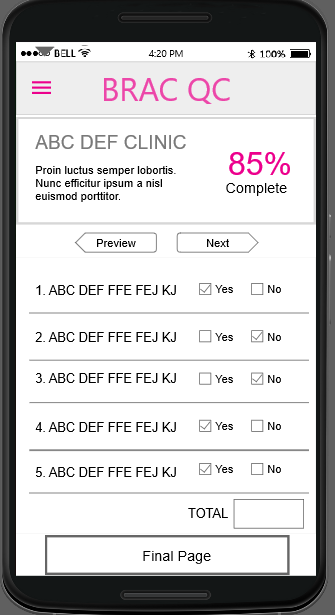 BELL 4:20 PM 100%
BRAC QC
ABC DEF CLINIC
Proin luctus semper lobortis.
Nunc efficitur ipsum a nisl
euismod porttitor.
85%
Complete
Preview Next
1. ABC DEF FFE FEJ KJ Yes No
2. ABC DEF FFE FEJ KJ Yes No
3. ABC DEF FFE FEJ KJ Yes No
4. ABC DEF FFE FEJ KJ Yes No
5. ABC DEF FFE FEJ KJ Yes No
TOTAL
Final Page